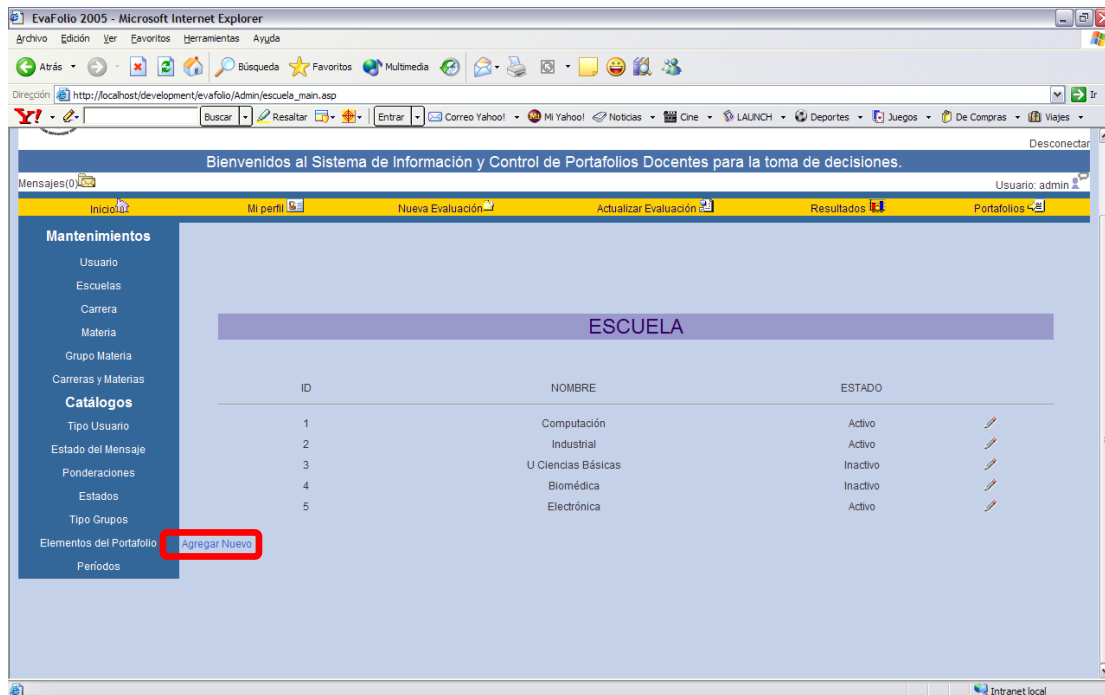 EvaFolio 2005 - Microsoft Internet Explorer
Archivo Edición Ver Favoritos Herramientas Ayuda
Atrás Búsqueda Favoritos Multimedia
Dirección http://localhost/development/evafolio/Admin/escuela_main.asp Ir
Y! Buscar Resaltar Entrar Correo Yahoo! Mi Yahoo! Noticias Cine LAUNCH Deportes Juegos De Compras Viajes
Desconectar
Bienvenidos al Sistema de Información y Control de Portafolios Docentes para la toma de decisiones.
Mensajes(0) Usuario: admin
Inicio Mi perfil Nueva Evaluación Actualizar Evaluación Resultados Portafolios
Mantenimientos
Usuario
Escuelas
Carrera
Materia
Grupo Materia
Carreras y Materias
Catálogos
Tipo Usuario
Estado del Mensaje
Ponderaciones
Estados
Tipo Grupos
Elementos del Portafolio
Períodos
ESCUELA
ID NOMBRE ESTADO
1 Computación Activo
2 Industrial Activo
3 U Ciencias Básicas Inactivo
4 Biomédica Inactivo
5 Electrónica Activo
Agregar Nuevo
Intranet local